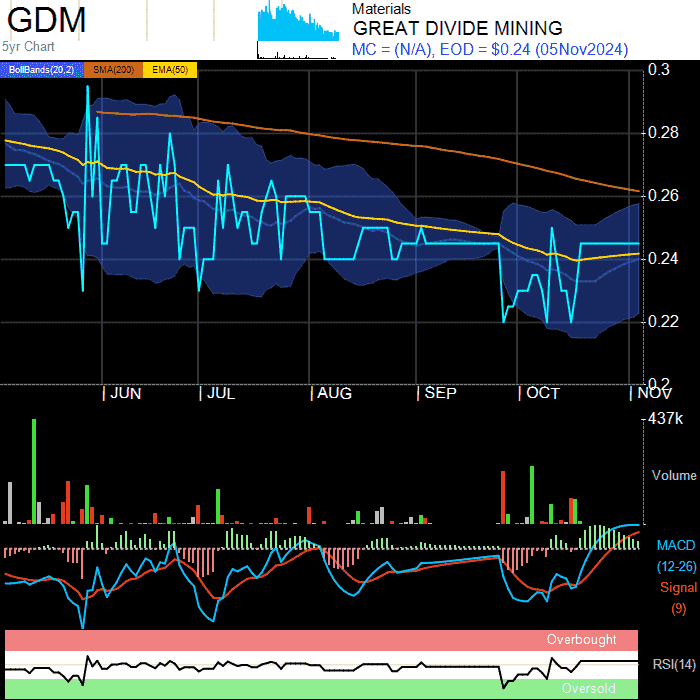 GDM
5yr Chart
Materials
GREAT DIVIDE MINING
MC = (N/A), EOD = $0.24 (05Nov2024)
BollBands(20,2) SMA(200) EMA(50)
0.3
0.28
0.26
0.24
0.22
0.2
JUN JUL AUG SEP OCT NOV
437k
Volume
MACD
(12-26)
Signal
(9)
Overbought
RSI(14)
Oversold